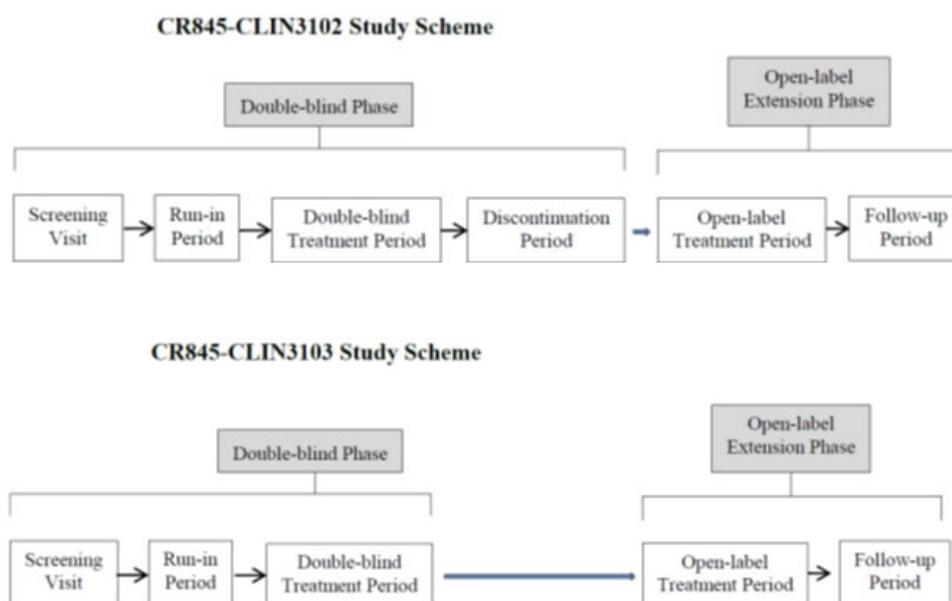 CR845-CLIN3102 Study Scheme
Double-blind Phase
Open-label
Extension Phase
Screening
Visit
Run-in
Period
Double-blind
Treatment Period
Discontinuation
Period
Open-label
Treatment Period
Follow-up
Period
CR845-CLIN3103 Study Scheme
Double-blind Phase
Open-label
Extension Phase
Screening
Visit
Run-in
Period
Double-blind
Treatment Period
Open-label
Treatment Period
Follow-up
Period